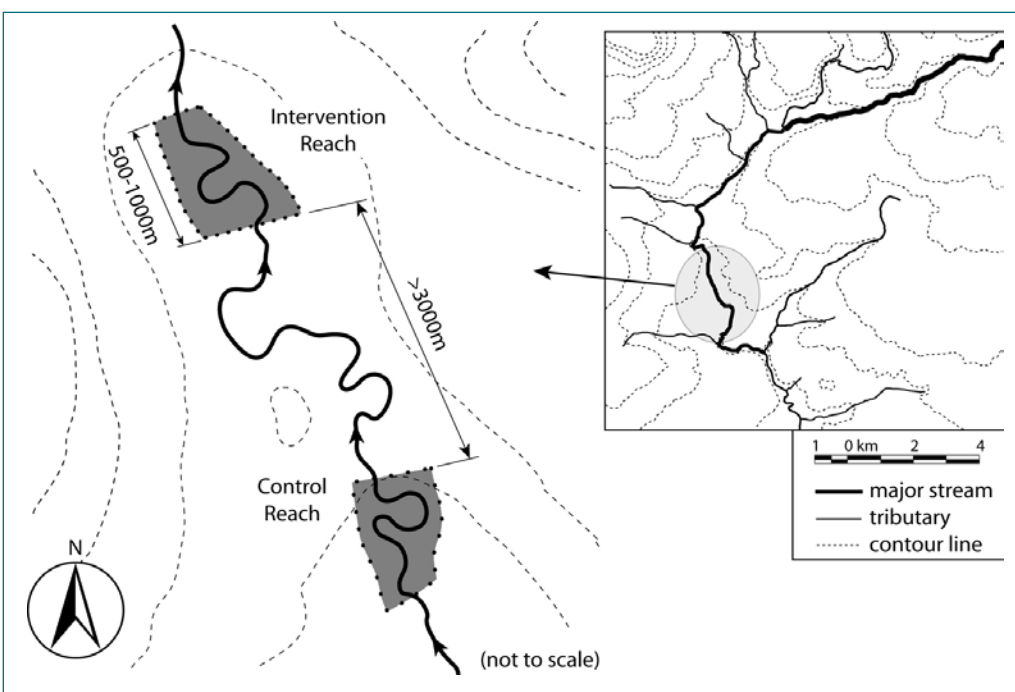 Intervention
Reach
500-1000m
>3000m
Control
Reach
N
(not to scale)
1 0 km 2 4
major stream
tributary
contour line